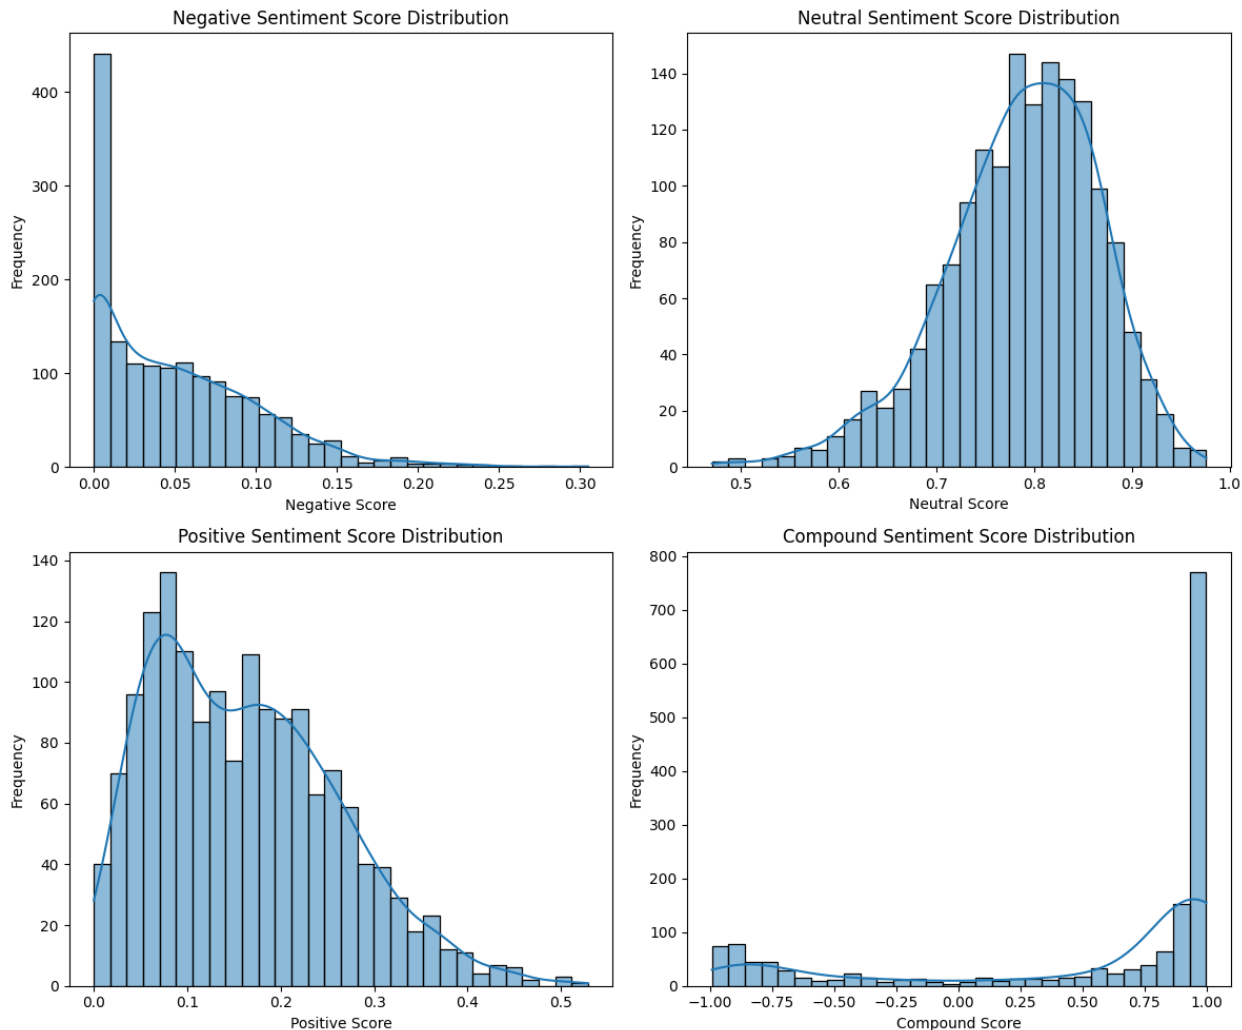 Negative Sentiment Score Distribution
Frequency
400
300
200
100
0
0.00 0.05 0.10 0.15 0.20 0.25 0.30
Negative Score
Neutral Sentiment Score Distribution
Frequency
140
120
100
80
60
40
20
0
0.5 0.6 0.7 0.8 0.9 1.0
Neutral Score
Positive Sentiment Score Distribution
Frequency
140
120
100
80
60
40
20
0
0.0 0.1 0.2 0.3 0.4 0.5
Positive Score
Compound Sentiment Score Distribution
Frequency
800
700
600
500
400
300
200
100
0
−1.00 −0.75 −0.50 −0.25 0.00 0.25 0.50 0.75 1.00
Compound Score